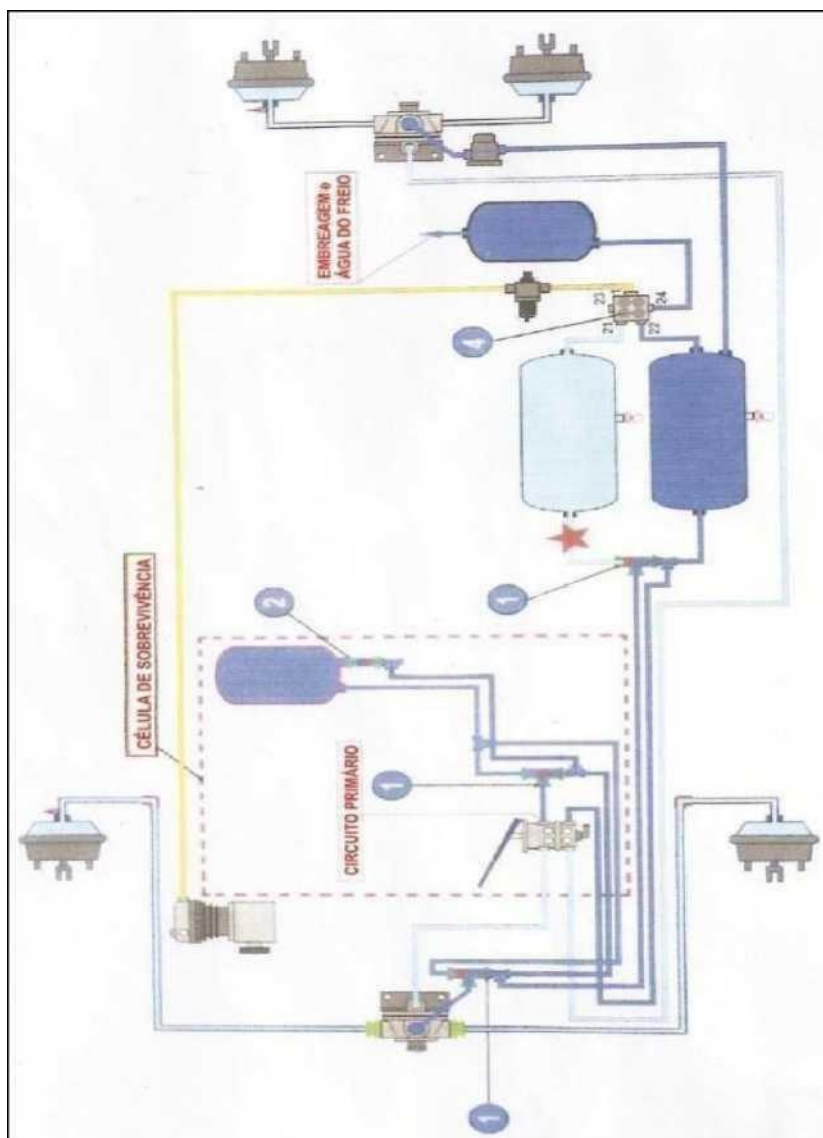 EMBREAGEM e
ÁGUA DO FREIO
23
24
21
22
4
CÉLULA DE SOBREVIVÊNCIA
2
1
1
CIRCUITO PRIMÁRIO
1